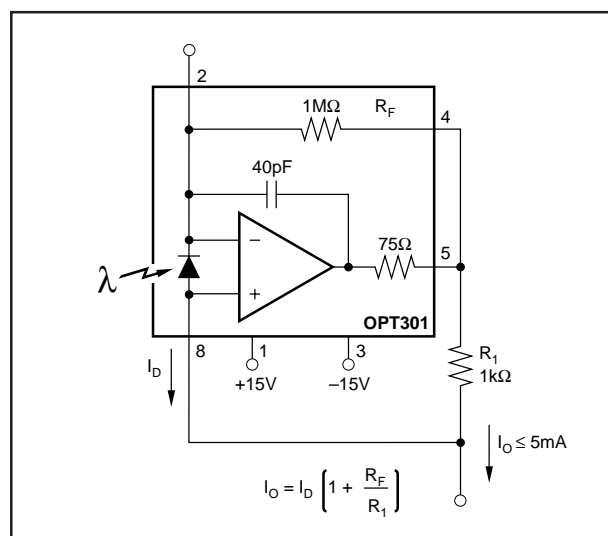 2
1MΩ
R_F
4
40pF
75Ω
5
λ
OPT301
8
1
3
I_D
+15V
–15V
R_1
1kΩ
I_O ≤ 5mA
I_O = I_D ( 1 + R_F / R_1 )